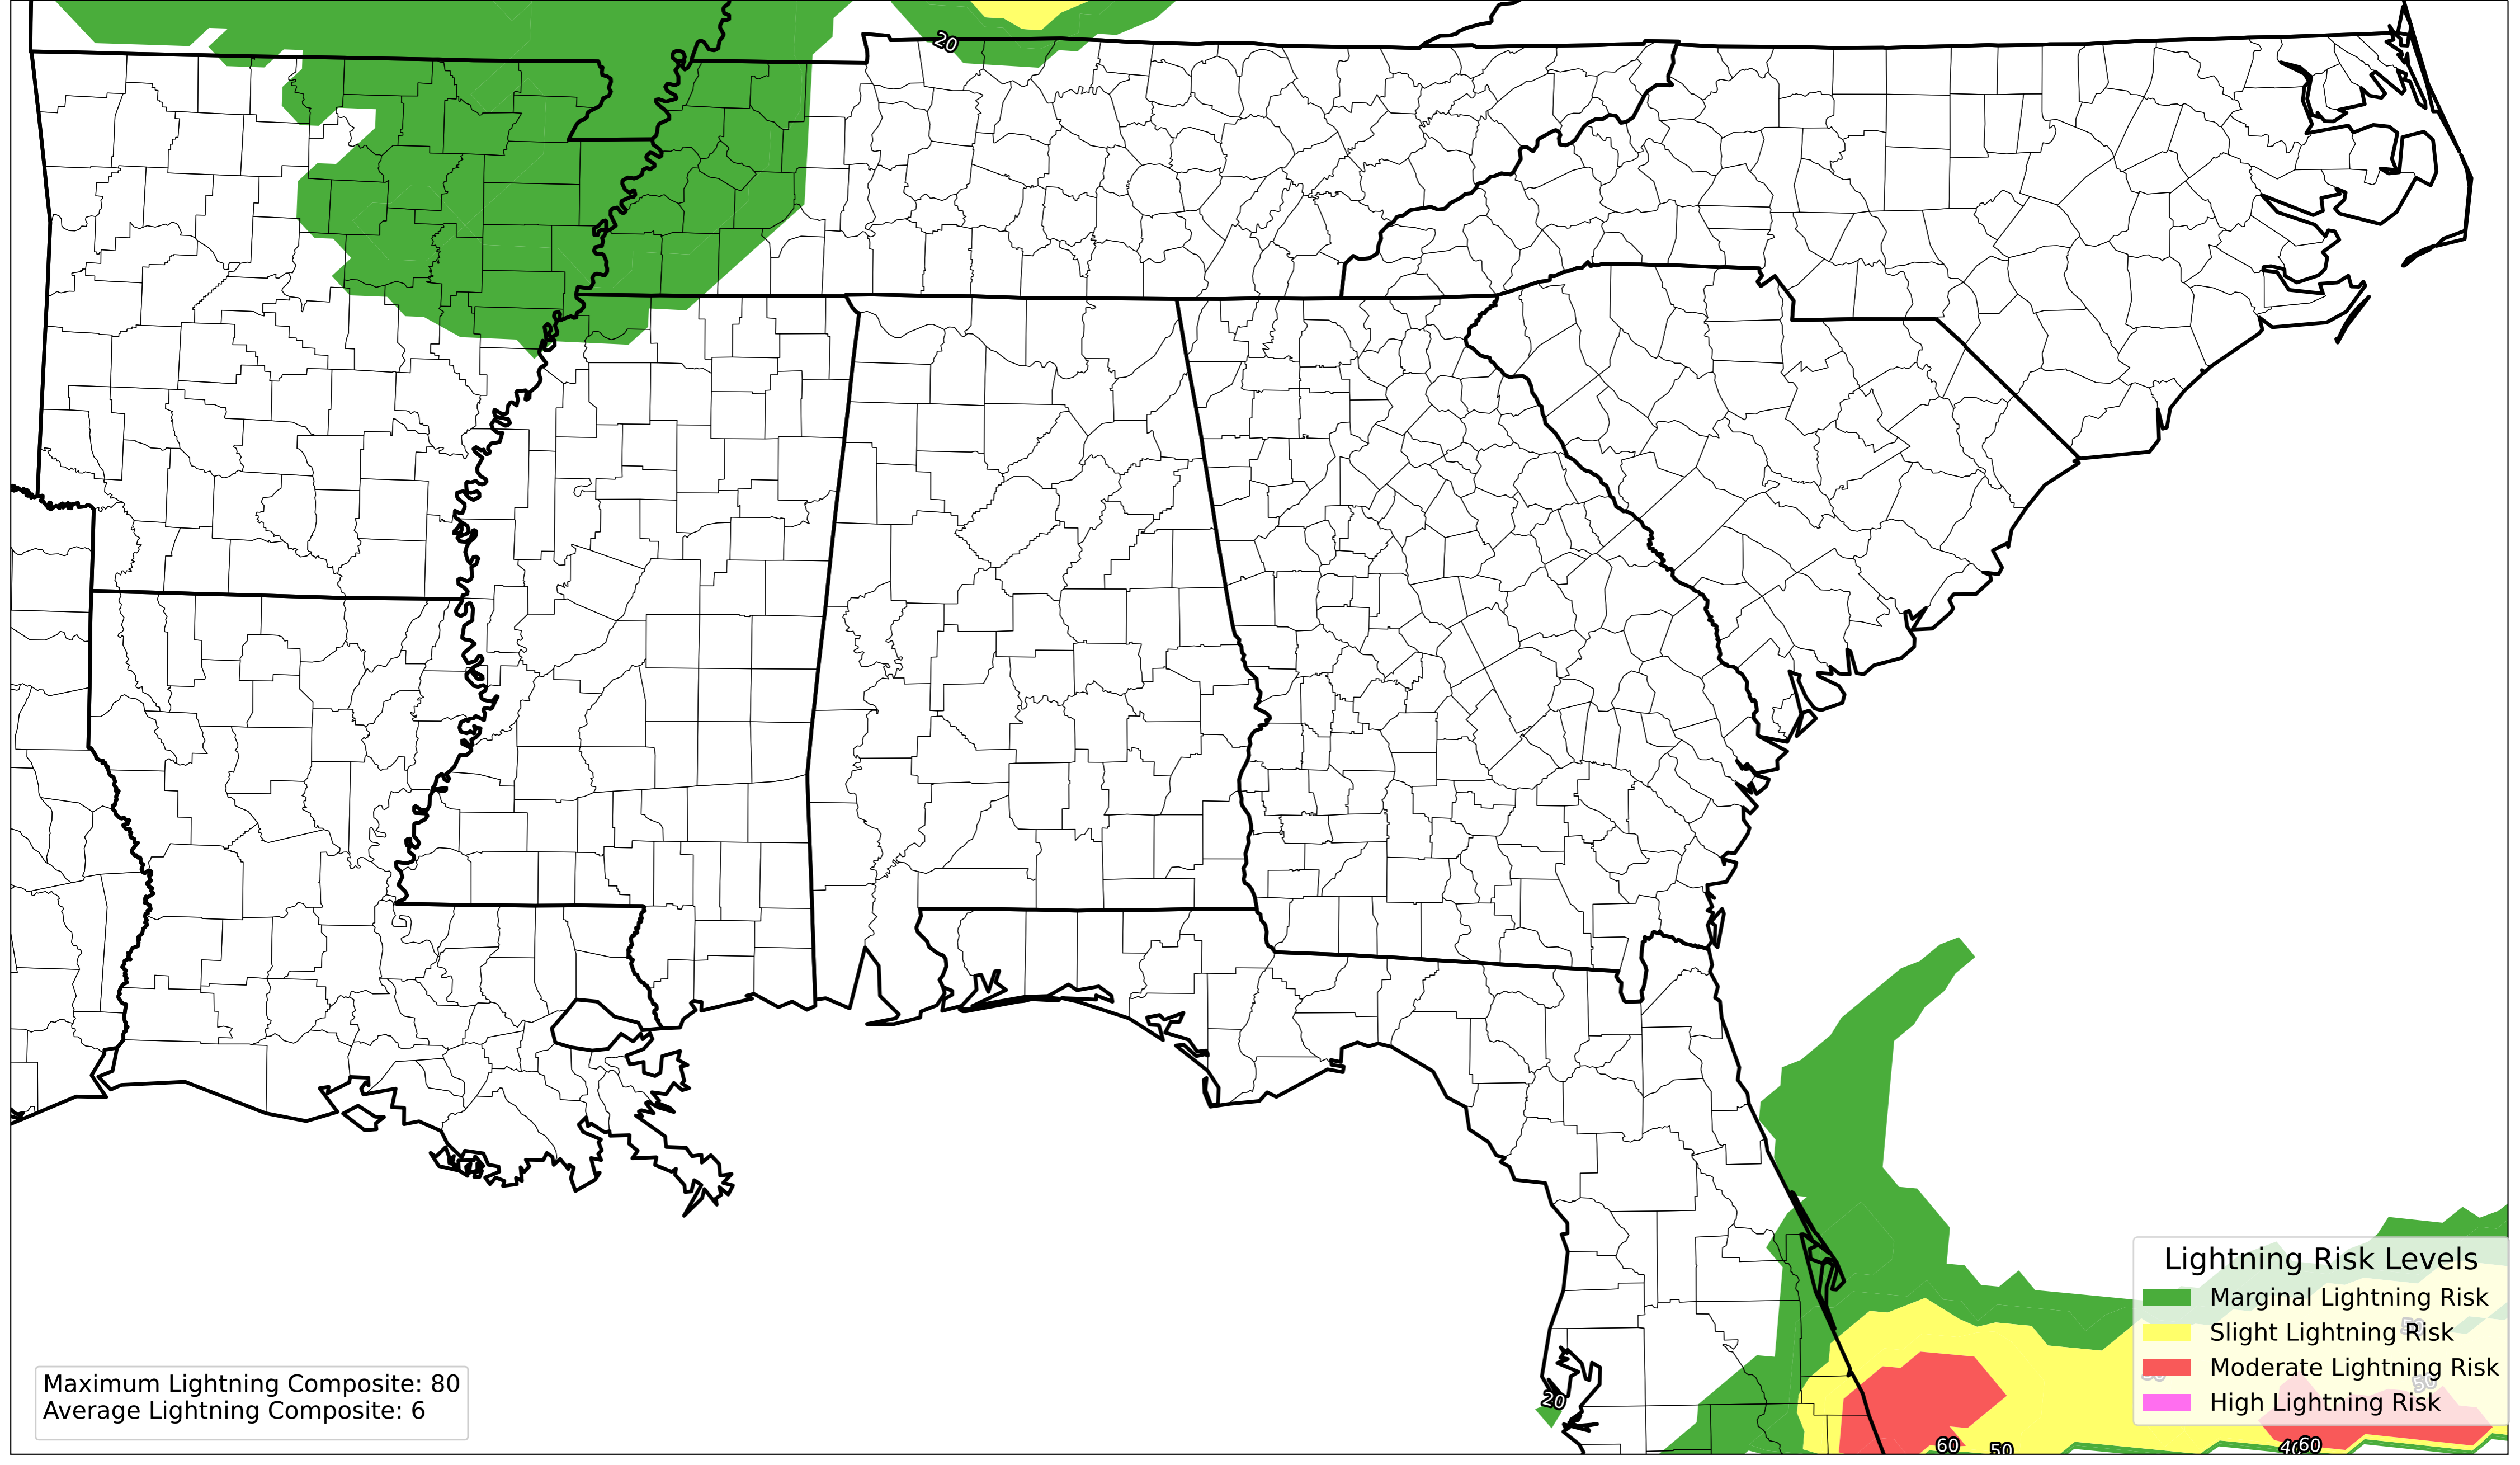 20
Lightning Risk Levels
Marginal Lightning Risk
Slight Lightning Risk
Moderate Lightning Risk
High Lightning Risk
50
Maximum Lightning Composite: 80
Average Lightning Composite: 6
20
60
50
60